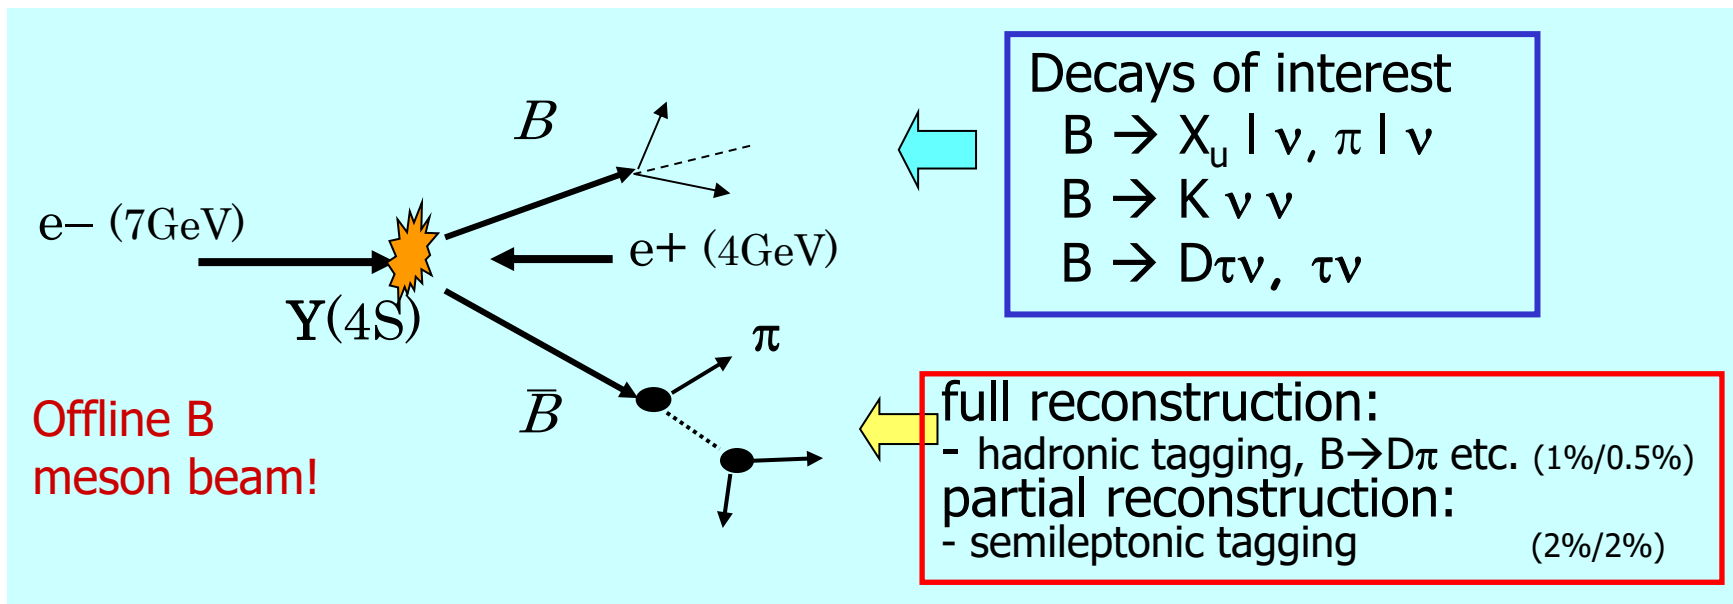 Decays of interest
B → Xu l ν, π l ν
B → K ν ν
B → Dτν, τν
B
e− (7GeV)
e+ (4GeV)
Υ(4S)
π
B̅
Offline B
meson beam!
full reconstruction:
- hadronic tagging, B→Dπ etc. (1%/0.5%)
partial reconstruction:
- semileptonic tagging (2%/2%)